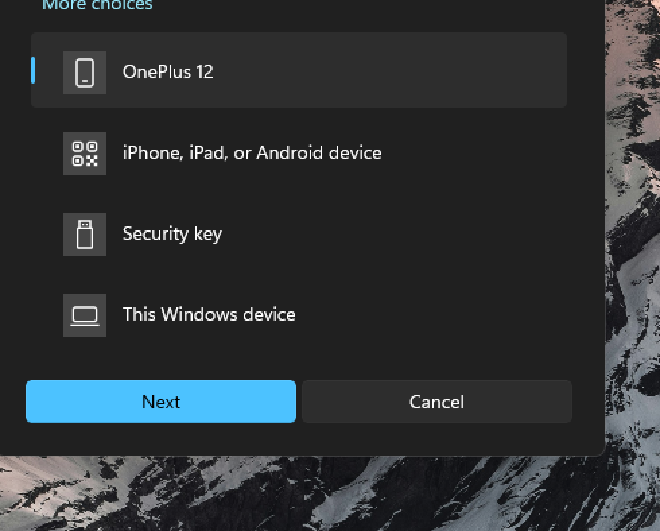 More choices
OnePlus 12
iPhone, iPad, or Android device
Security key
This Windows device
Next
Cancel